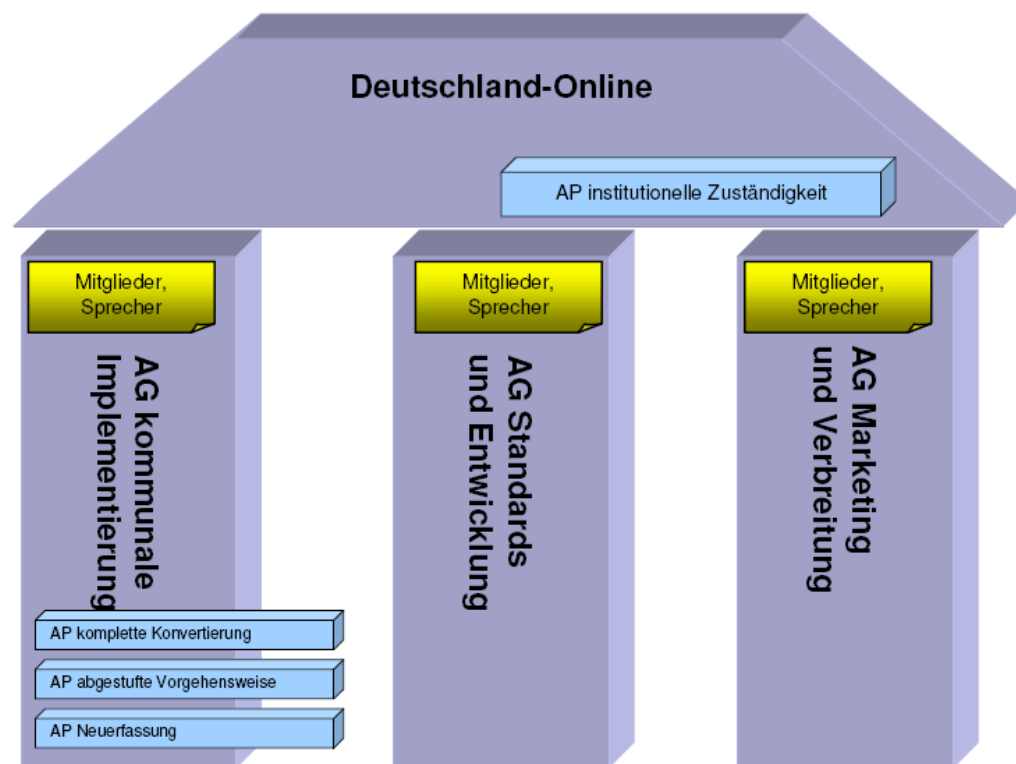 Deutschland-Online
AP institutionelle Zuständigkeit
Mitglieder,
Sprecher
AG kommunale
Implementierung
AP komplette Konvertierung
AP abgestufte Vorgehensweise
AP Neuerfassung
Mitglieder,
Sprecher
AG Standards
und Entwicklung
Mitglieder,
Sprecher
AG Marketing
und Verbreitung